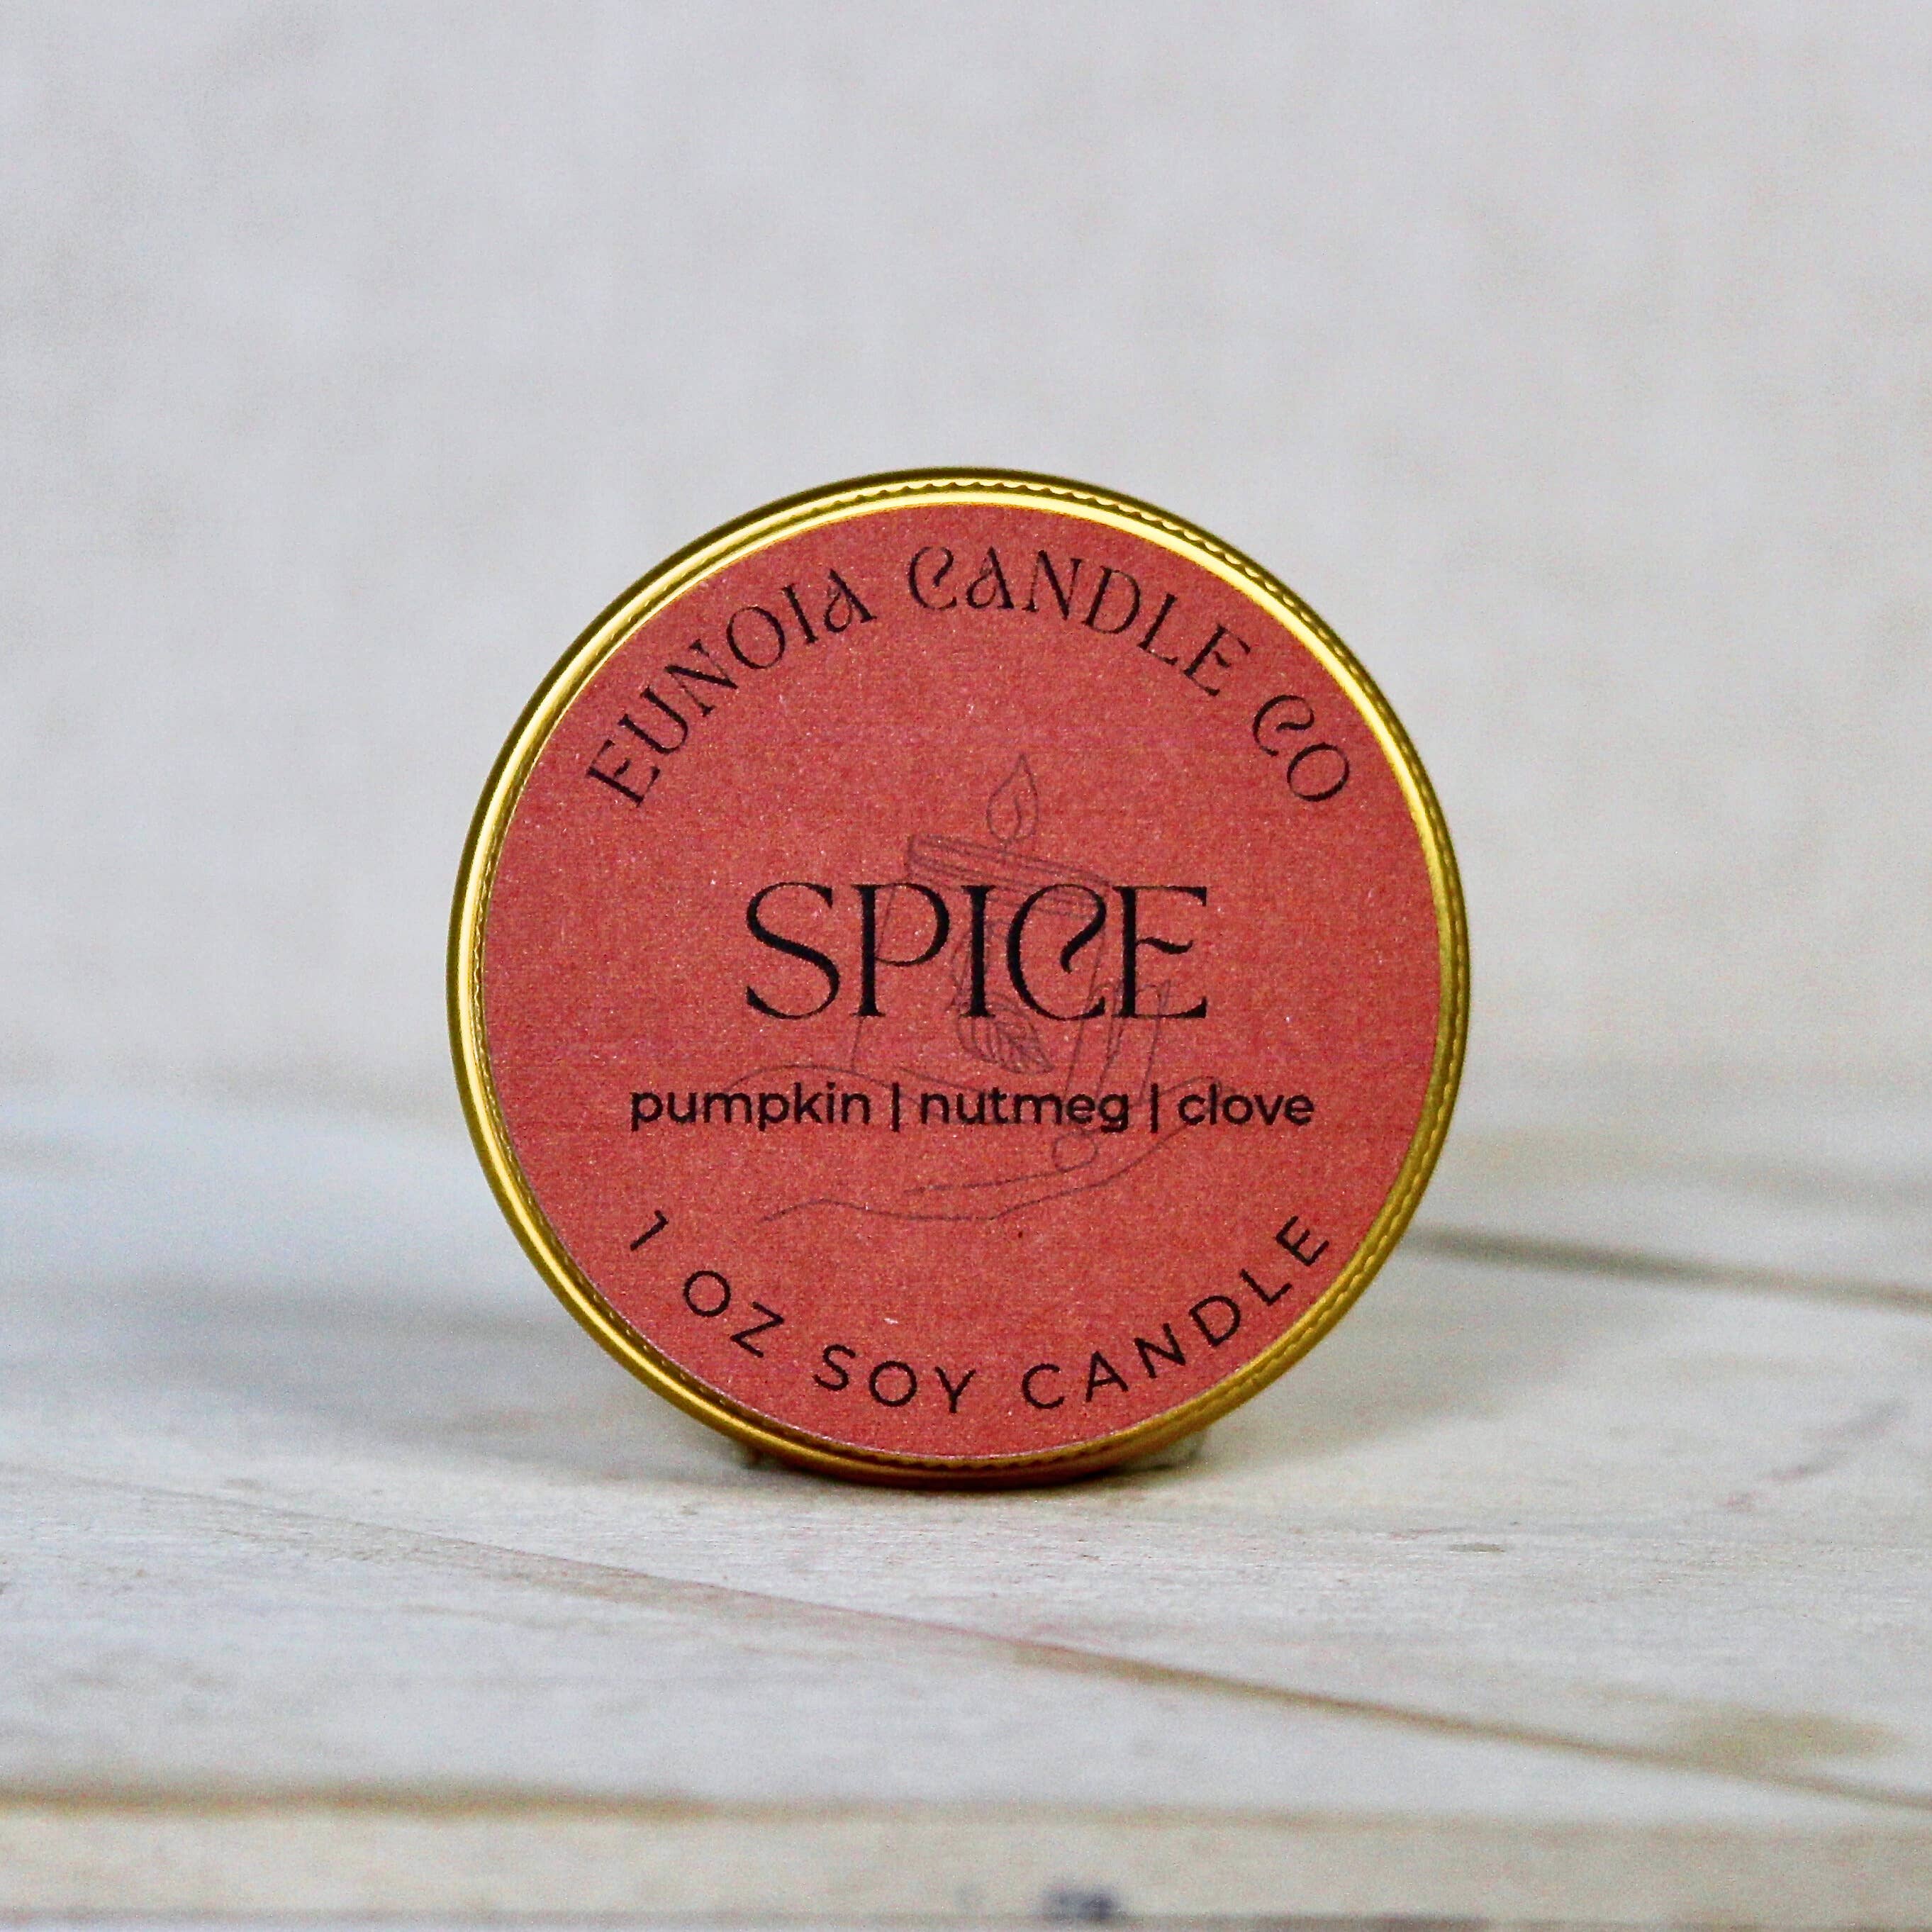 EUNOIA CANDLE CO
SPICE
pumpkin | nutmeg | clove
1 OZ SOY CANDLE